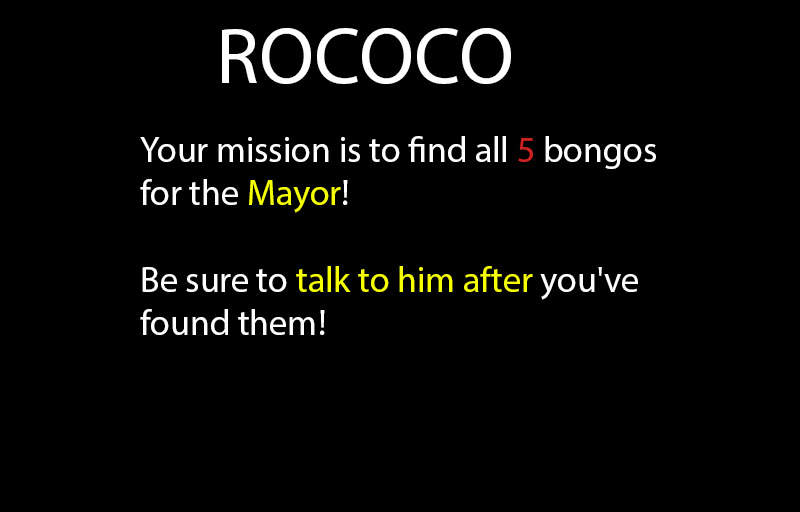 ROCOCO
Your mission is to find all 5 bongos
for the Mayor!
Be sure to talk to him after you've
found them!